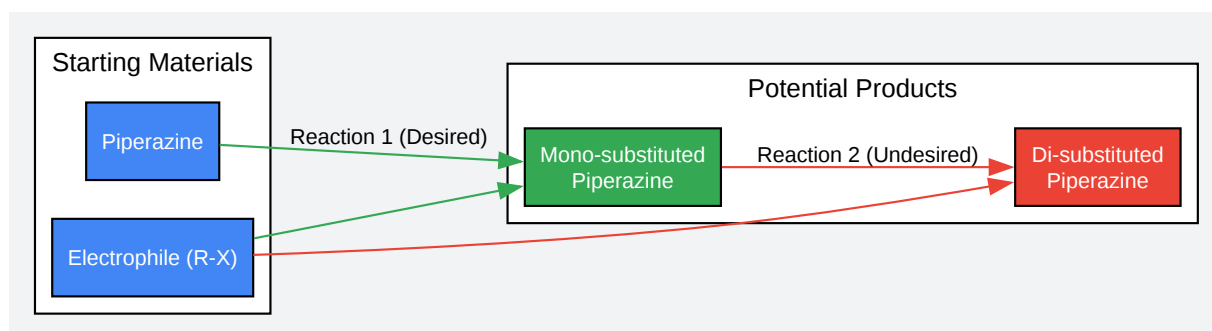 Starting Materials
Piperazine
Electrophile (R-X)
Reaction 1 (Desired)
Potential Products
Mono-substituted
Piperazine
Reaction 2 (Undesired)
Di-substituted
Piperazine